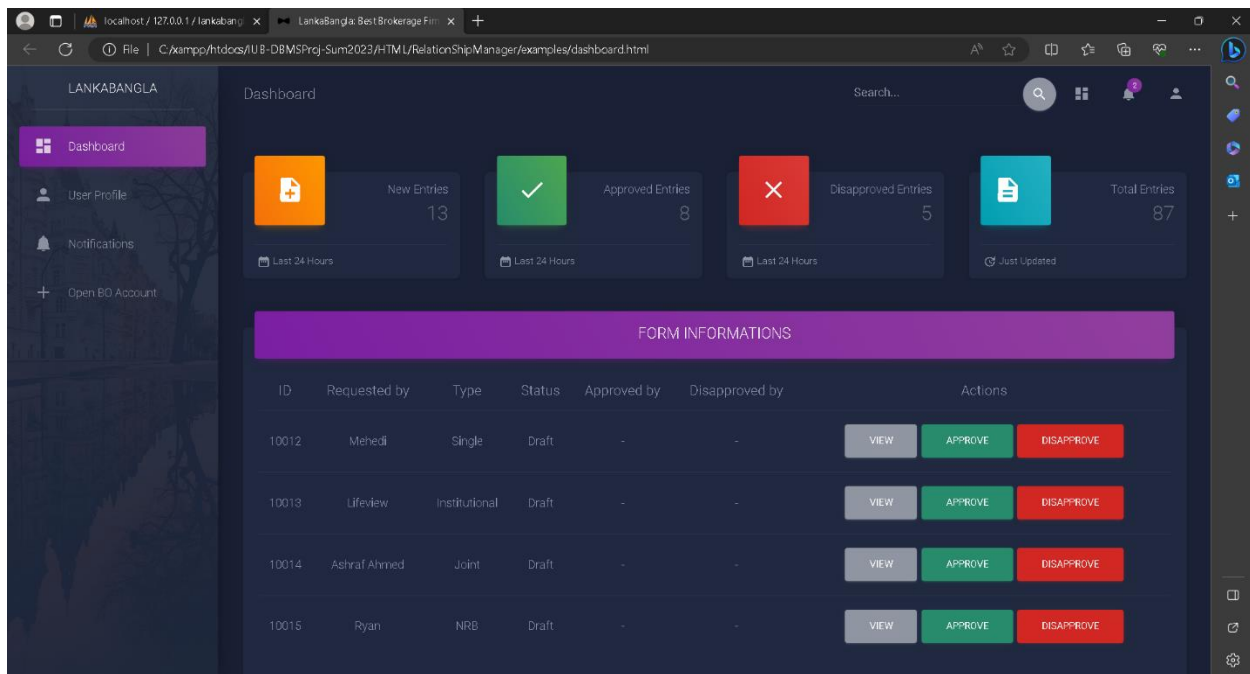 localhost / 127.0.0.1 / lankabangl
LankaBangla: Best Brokerage Firm
File | C:/xampp/htdocs/IUB-DBMSProj-Sum2023/HTML/RelationShipManager/examples/dashboard.html
LANKABANGLA
Dashboard
User Profile
Notifications
Open BO Account
Dashboard
Search...
2
New Entries
13
Last 24 Hours
Approved Entries
8
Last 24 Hours
Disapproved Entries
5
Last 24 Hours
Total Entries
87
Just Updated
FORM INFORMATIONS
ID Requested by Type Status Approved by Disapproved by Actions
10012 Mehedi Single Draft - - VIEW APPROVE DISAPPROVE
10013 Lifeview Institutional Draft - - VIEW APPROVE DISAPPROVE
10014 Ashraf Ahmed Joint Draft - - VIEW APPROVE DISAPPROVE
10015 Ryan NRB Draft - - VIEW APPROVE DISAPPROVE